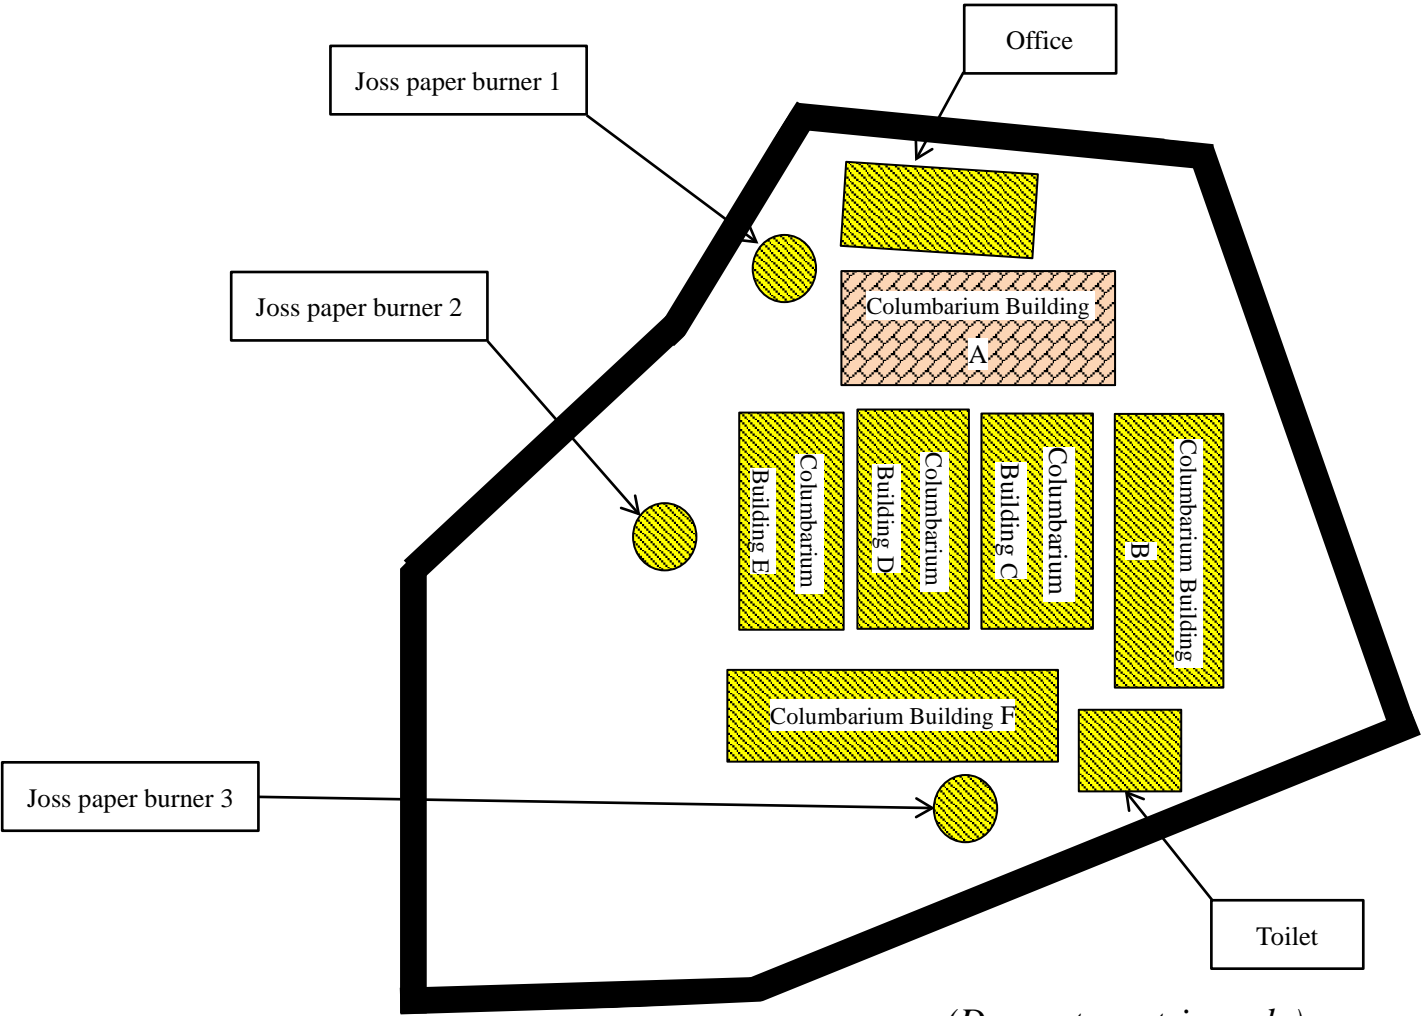 Office
Joss paper burner 1
Joss paper burner 2
Columbarium Building
A
Columbarium
Building E
Columbarium
Building D
Columbarium
Building C
Columbarium Building
B
Columbarium Building F
Joss paper burner 3
Toilet